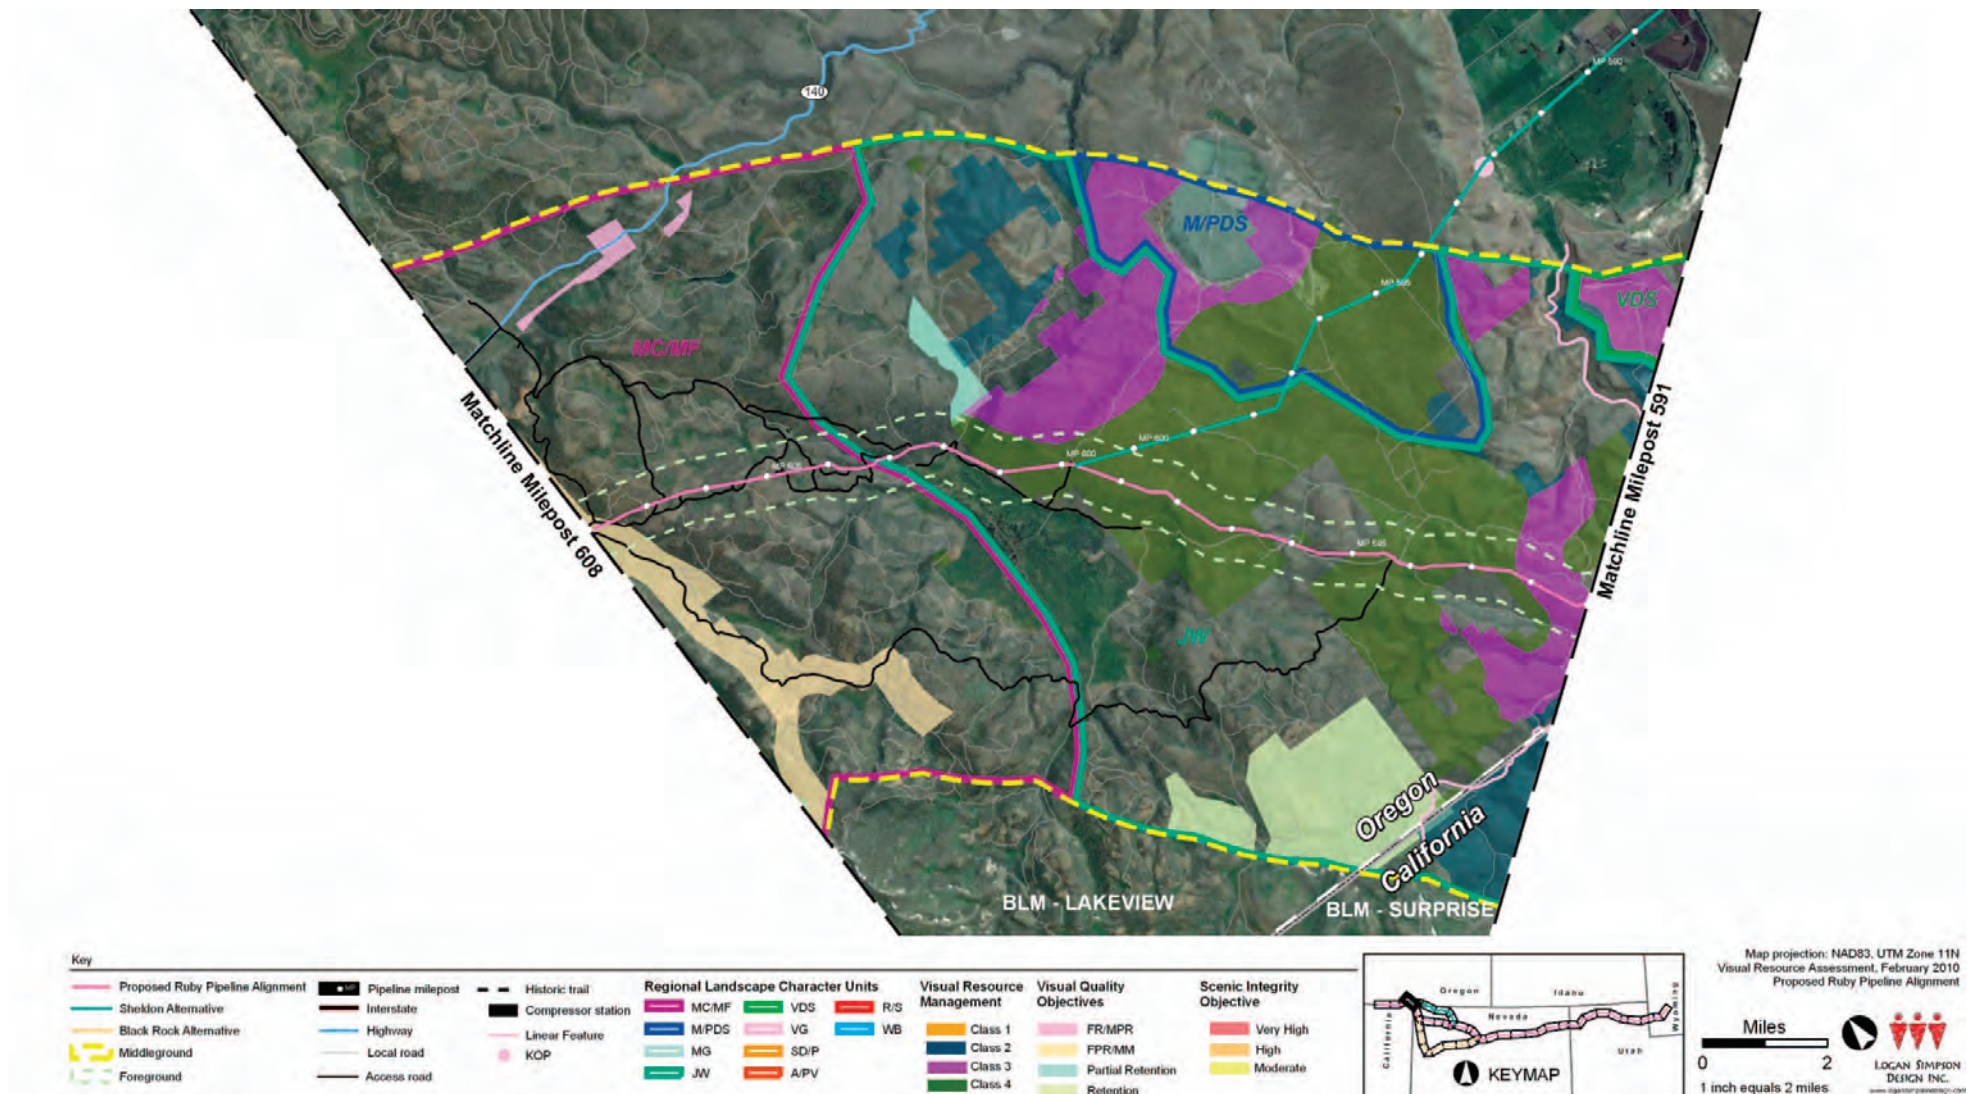 140
MP 590
M/PDS
MP 595
VDS
MC/MF
Matchline Milepost 591
Matchline Milepost 608
MP 600
MP 600
MP 605
MP 595
JW
Oregon
California
BLM - LAKEVIEW
BLM - SURPRISE
Key
Proposed Ruby Pipeline Alignment
Sheldon Alternative
Black Rock Alternative
Middleground
Foreground
MP
Pipeline milepost
Interstate
Highway
Local road
Access road
Historic trail
Compressor station
Linear Feature
KOP
Regional Landscape Character Units
MC/MF
M/PDS
MG
JW
VDS
VG
SD/P
A/PV
R/S
WB
Visual Resource
Management
Class 1
Class 2
Class 3
Class 4
Visual Quality
Objectives
FR/MPR
FPR/MM
Partial Retention
Retention
Scenic Integrity
Objective
Very High
High
Moderate
Oregon
Idaho
Wyoming
Nevada
California
Utah
KEYMAP
Map projection: NAD83, UTM Zone 11N
Visual Resource Assessment, February 2010
Proposed Ruby Pipeline Alignment
Miles
0 2
1 inch equals 2 miles
LOGAN SIMPSON
DESIGN INC.
www.logansimpsondesign.com